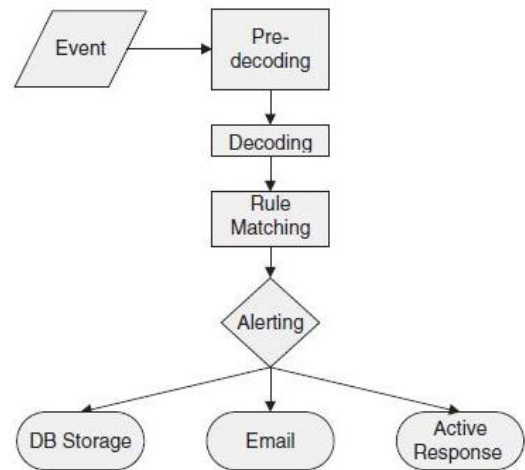 Event
Pre-
decoding
Decoding
Rule
Matching
Alerting
DB Storage
Email
Active
Response